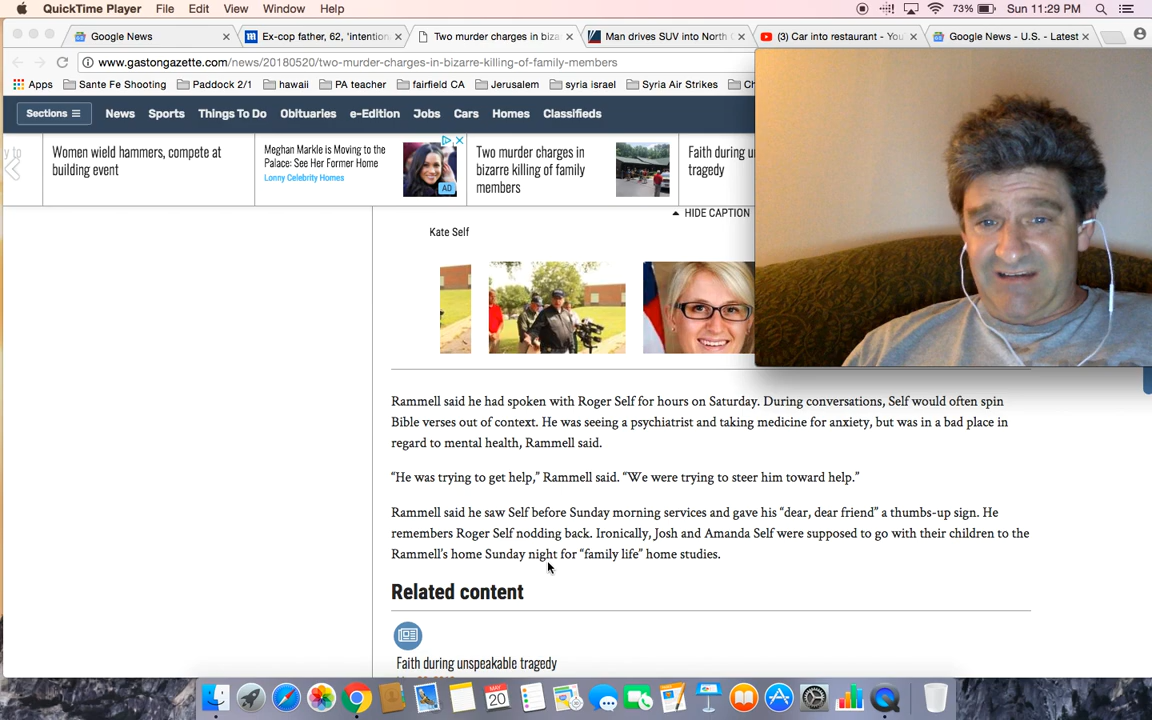 QuickTime Player File Edit View Window Help 73% Sun 11:29 PM
Google News × Ex-cop father, 62, 'intention × Two murder charges in biza × Man drives SUV into North C × (3) Car into restaurant - You × Google News - U.S. - Latest ×
www.gastongazette.com/news/20180520/two-murder-charges-in-bizarre-killing-of-family-members
Apps Sante Fe Shooting Paddock 2/1 hawaii PA teacher fairfield CA Jerusalem syria israel Syria Air Strikes Ch
Sections News Sports Things To Do Obituaries e-Edition Jobs Cars Homes Classifieds
y to
Women wield hammers, compete at
building event
Meghan Markle is Moving to the
Palace: See Her Former Home
Lonny Celebrity Homes
AD
Two murder charges in
bizarre killing of family
members
Faith during u
tragedy
HIDE CAPTION
Kate Self
Rammell said he had spoken with Roger Self for hours on Saturday. During conversations, Self would often spin
Bible verses out of context. He was seeing a psychiatrist and taking medicine for anxiety, but was in a bad place in
regard to mental health, Rammell said.
“He was trying to get help,” Rammell said. “We were trying to steer him toward help.”
Rammell said he saw Self before Sunday morning services and gave his “dear, dear friend” a thumbs-up sign. He
remembers Roger Self nodding back. Ironically, Josh and Amanda Self were supposed to go with their children to the
Rammell’s home Sunday night for “family life” home studies.
Related content
Faith during unspeakable tragedy
MAY
20